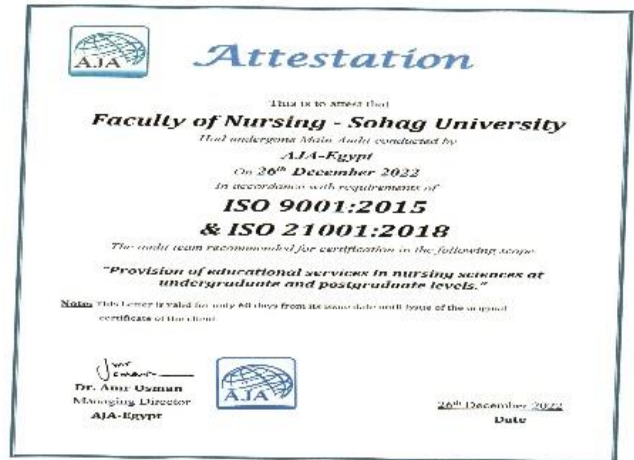 AJA
Attestation
This is to attest that
Faculty of Nursing - Sohag University
Had undergone Main Audit conducted by
AJA-Egypt
On 26th December 2022
In accordance with requirements of
ISO 9001:2015
& ISO 21001:2018
The audit team recommended for certification in the following scope
"Provision of educational services in nursing sciences at
undergraduate and postgraduate levels."
Note: This Letter is valid for only 60 days from its issue date until issue of the original
certificate of the client
Dr. Amr Osman
Managing Director
AJA-Egypt
AJA
26th December 2022
Date